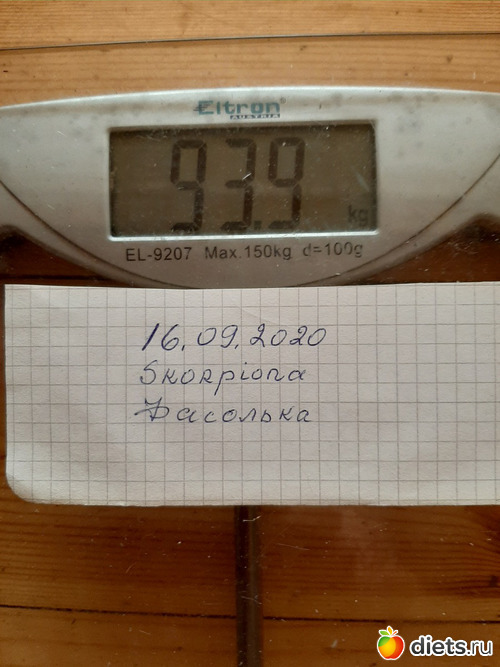 Eltron®
AUSTRIA
93.9 kg
EL-9207 Max.150kg d=100g
16.09.2020
Skorpiona
Фасолька
diets.ru